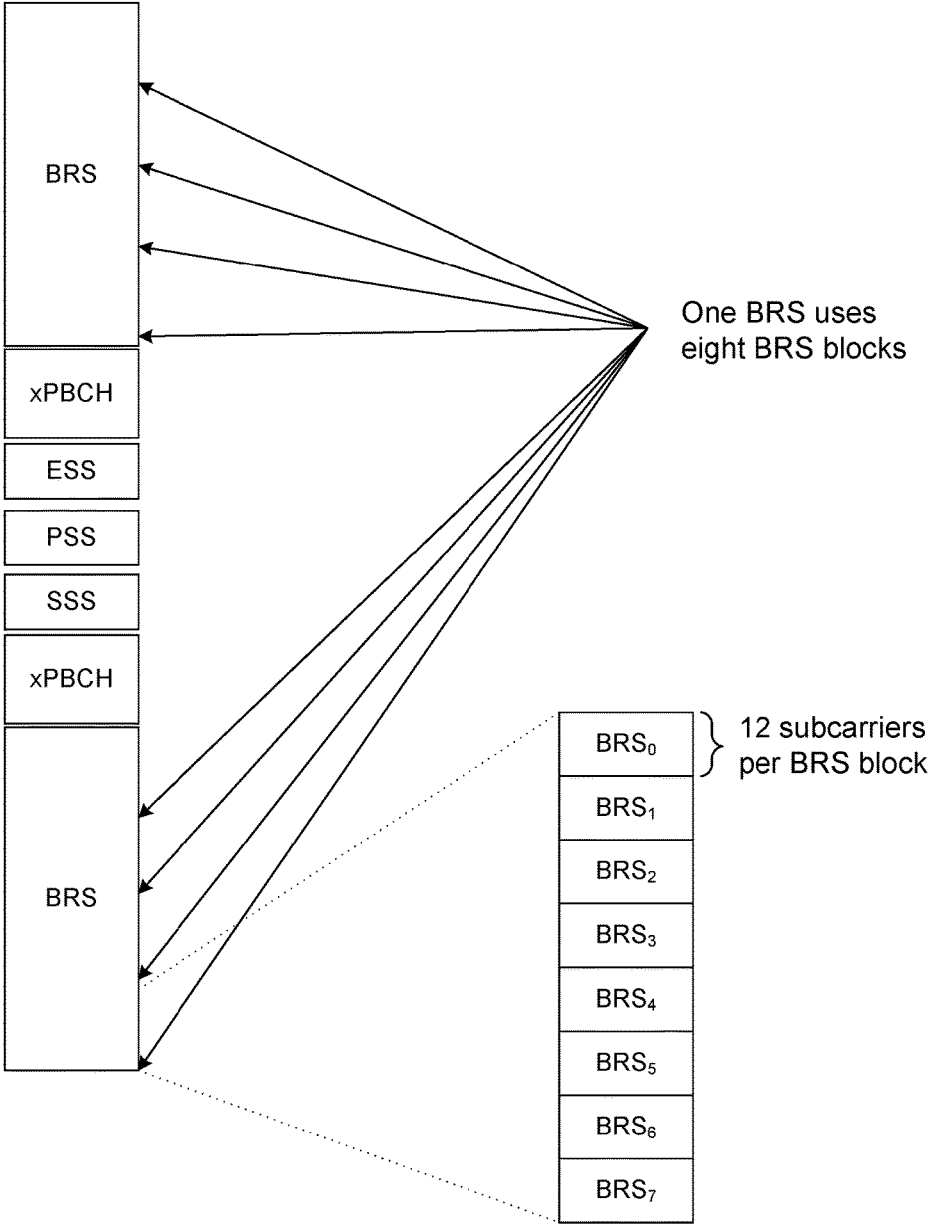 BRS
One BRS uses
eight BRS blocks
xPBCH
ESS
PSS
SSS
xPBCH
BRS
BRS₀
12 subcarriers
per BRS block
BRS₁
BRS₂
BRS₃
BRS₄
BRS₅
BRS₆
BRS₇